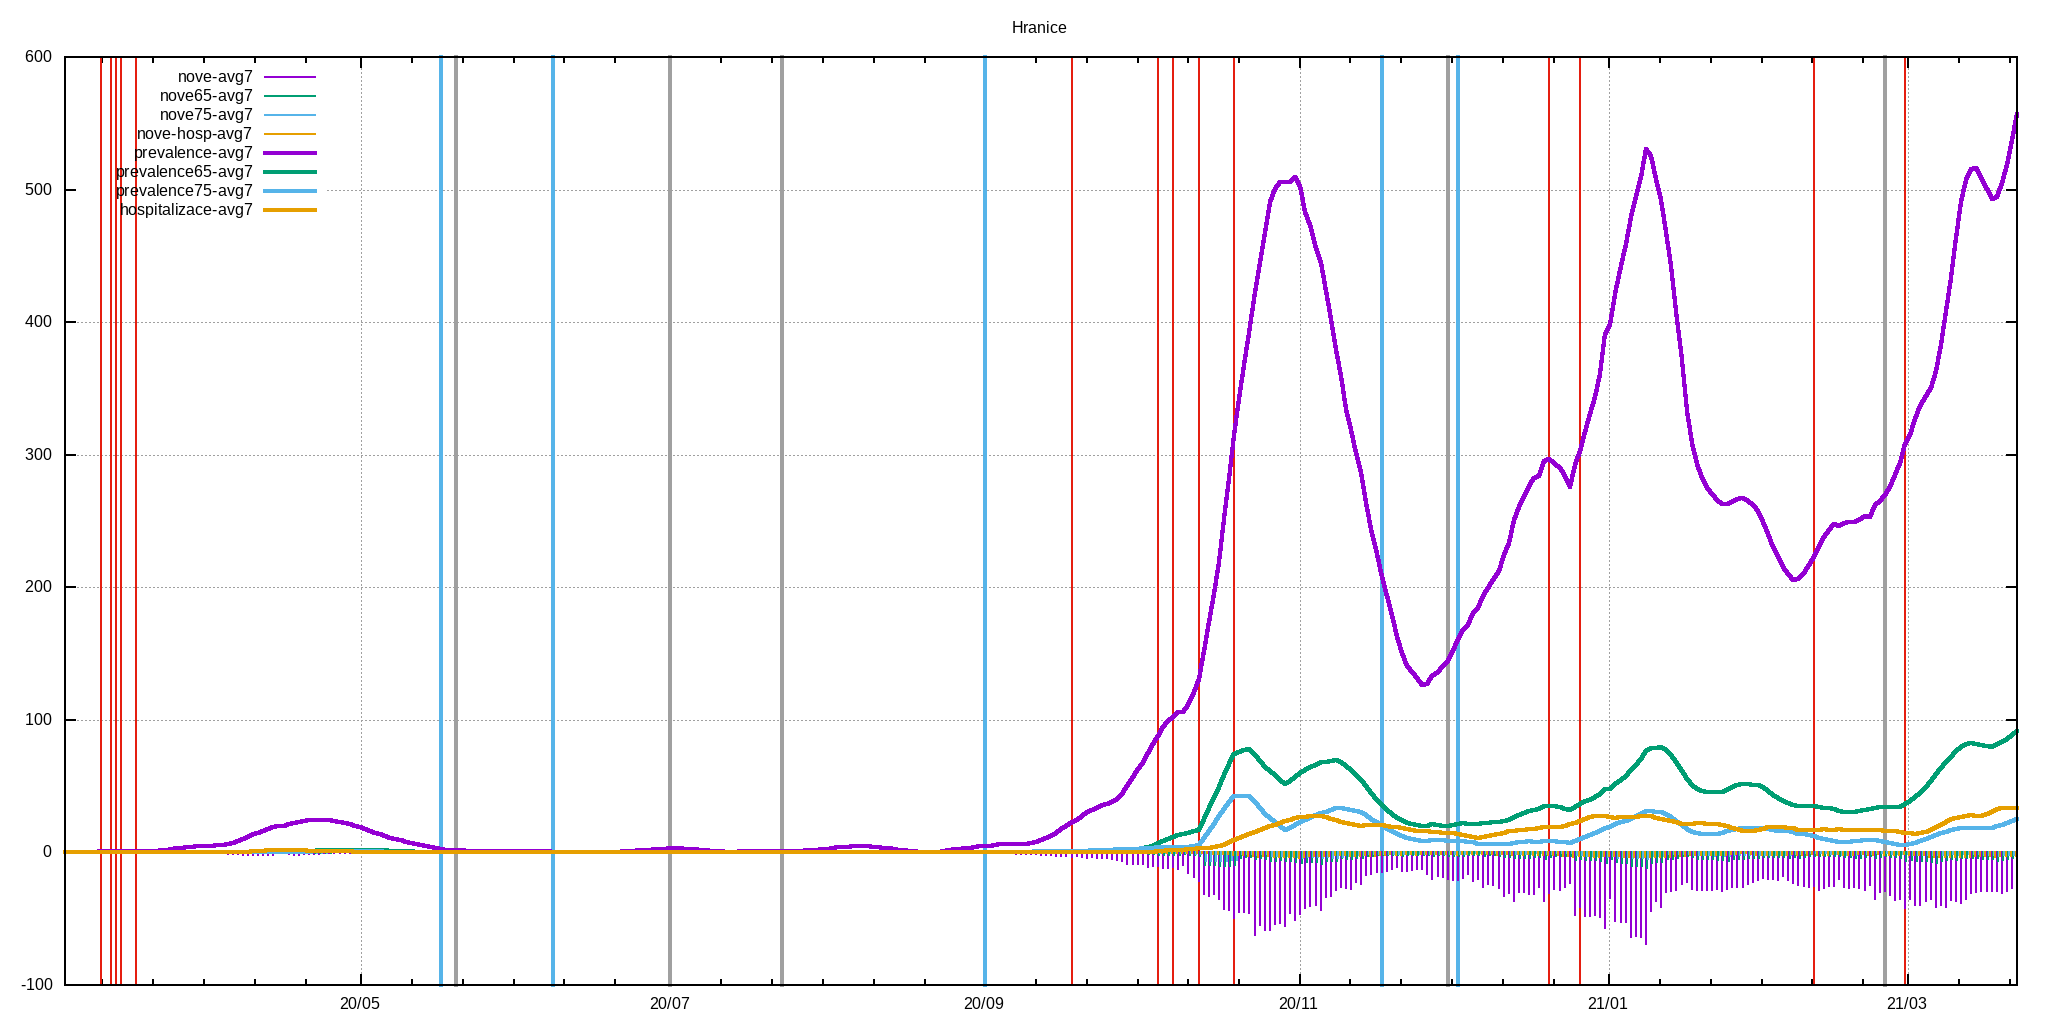 Hranice
600
500
400
300
200
100
0
-100
nove-avg7
nove65-avg7
nove75-avg7
nove-hosp-avg7
prevalence-avg7
prevalence65-avg7
prevalence75-avg7
hospitalizace-avg7
20/05 20/07 20/09 20/11 21/01 21/03